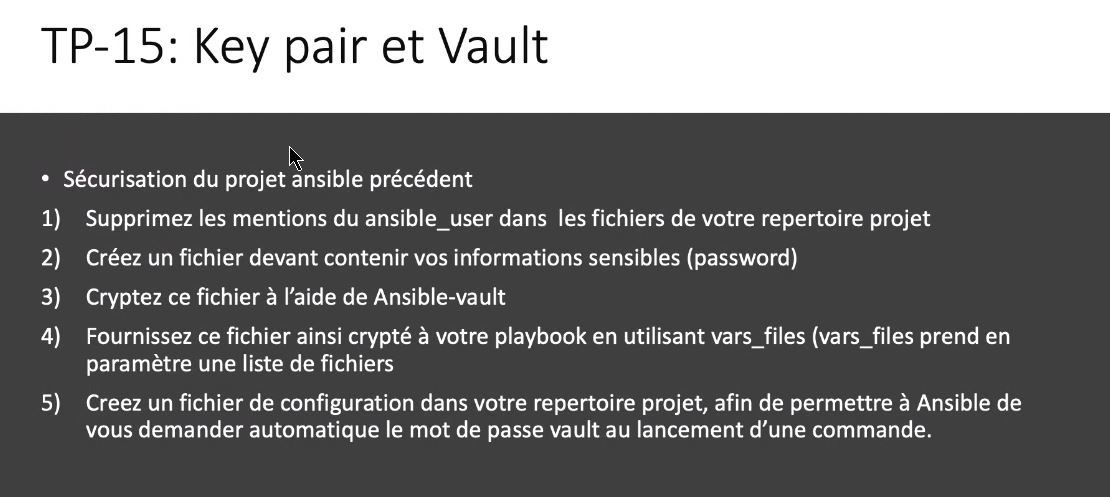 TP-15: Key pair et Vault
• Sécurisation du projet ansible précédent
1) Supprimez les mentions du ansible_user dans les fichiers de votre repertoire projet
2) Créez un fichier devant contenir vos informations sensibles (password)
3) Cryptez ce fichier à l’aide de Ansible-vault
4) Fournissez ce fichier ainsi crypté à votre playbook en utilisant vars_files (vars_files prend en
paramètre une liste de fichiers
5) Creez un fichier de configuration dans votre repertoire projet, afin de permettre à Ansible de
vous demander automatique le mot de passe vault au lancement d’une commande.